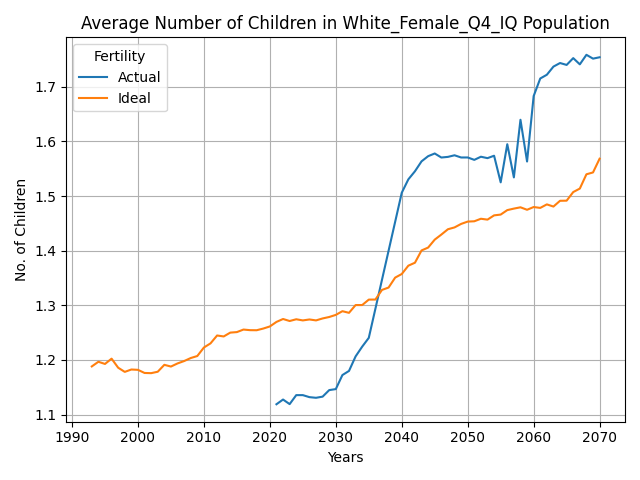 Average Number of Children in White_Female_Q4_IQ Population
Fertility
Actual
Ideal
No. of Children
1.7
1.6
1.5
1.4
1.3
1.2
1.1
1990 2000 2010 2020 2030 2040 2050 2060 2070
Years